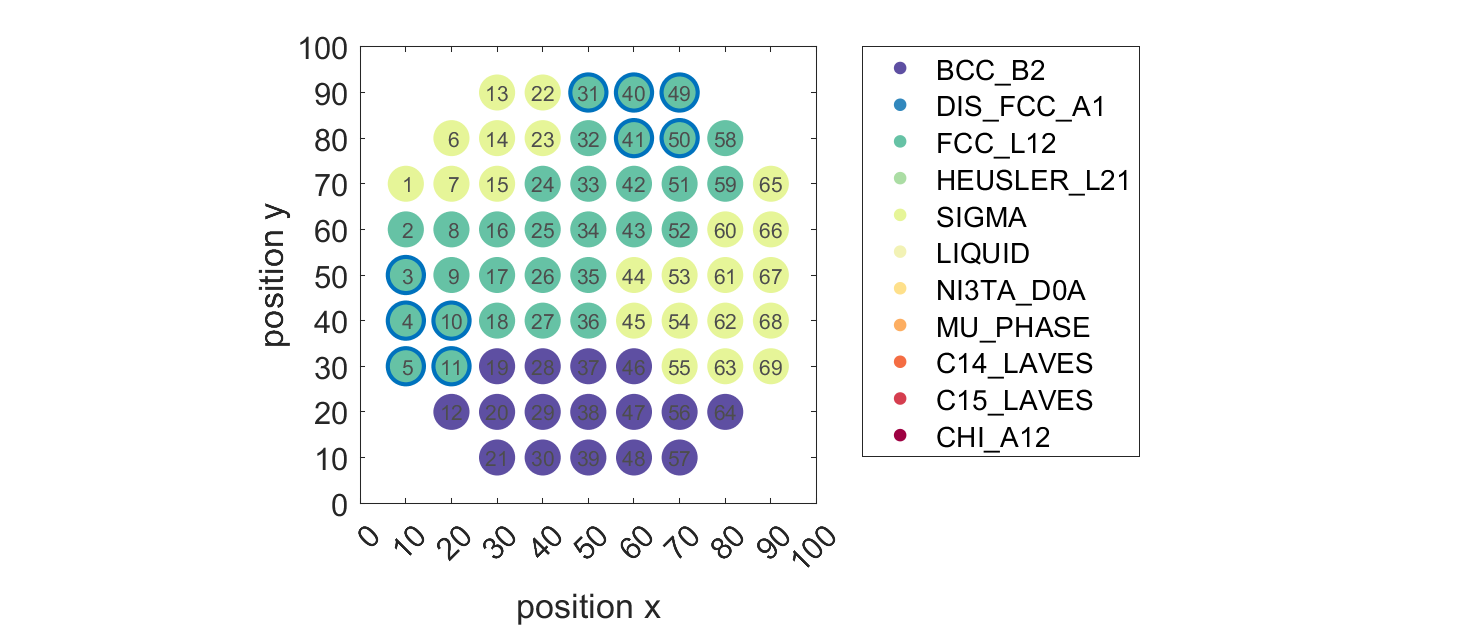 100
90
80
70
60
50
40
30
20
10
0
position y
13 22 31 40 49
6 14 23 32 41 50 58
1 7 15 24 33 42 51 59 65
2 8 16 25 34 43 52 60 66
3 9 17 26 35 44 53 61 67
4 10 18 27 36 45 54 62 68
5 11 19 28 37 46 55 63 69
12 20 29 38 47 56 64
21 30 39 48 57
0 10 20 30 40 50 60 70 80 90 100
position x
BCC_B2
DIS_FCC_A1
FCC_L12
HEUSLER_L21
SIGMA
LIQUID
NI3TA_D0A
MU_PHASE
C14_LAVES
C15_LAVES
CHI_A12